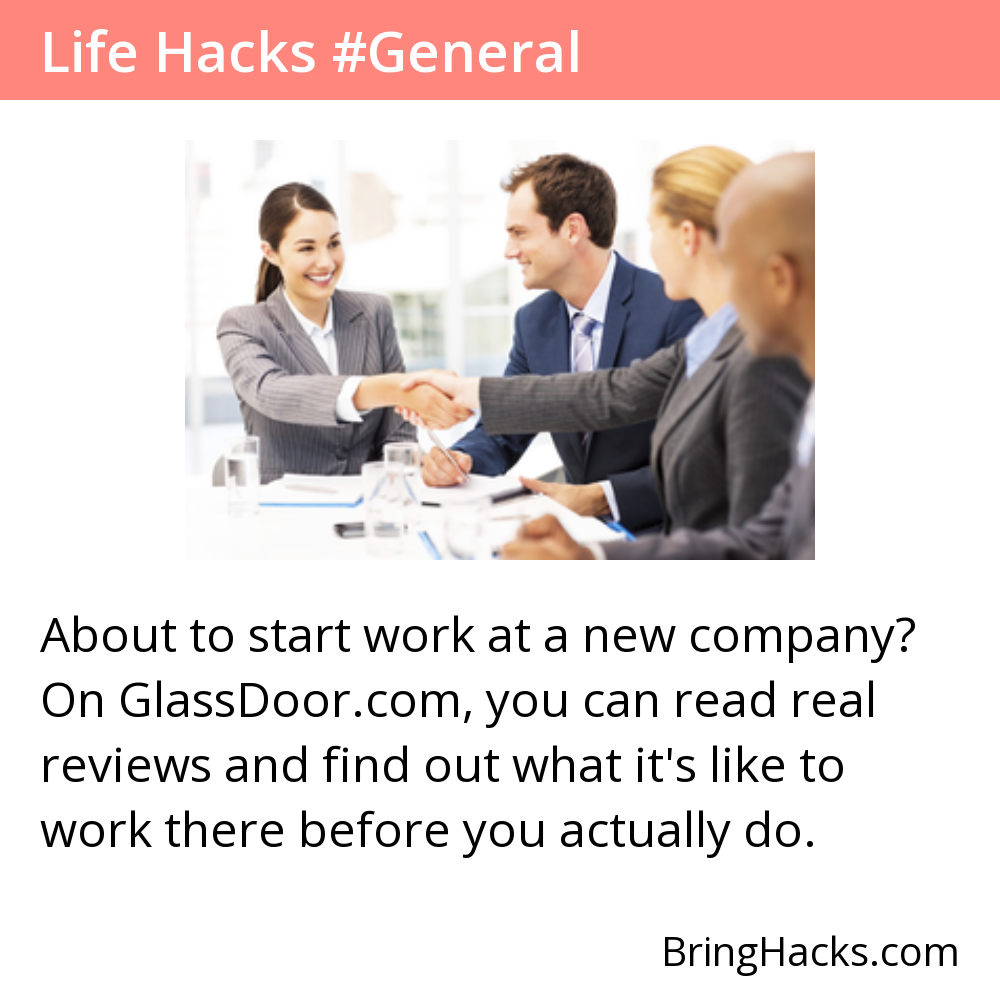 Life Hacks #General
About to start work at a new company?
On GlassDoor.com, you can read real
reviews and find out what it's like to
work there before you actually do.
BringHacks.com